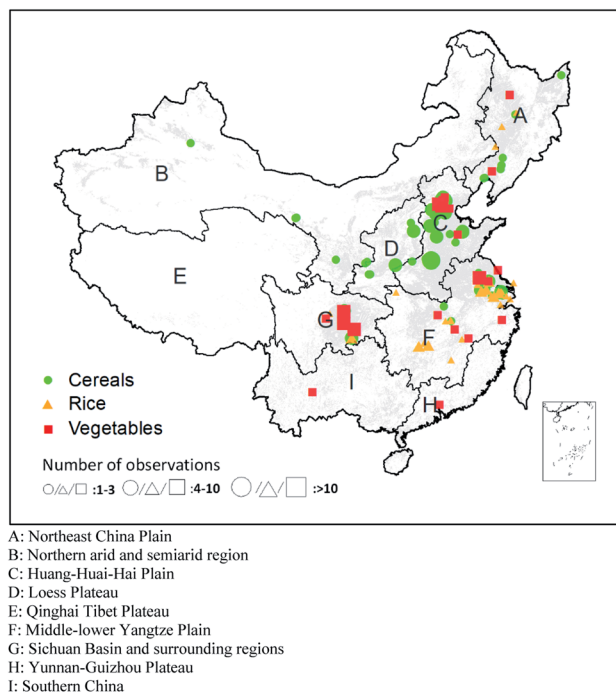 A
B
C
D
E
G
F
I
H
Cereals
Rice
Vegetables
Number of observations
:1-3 :4-10 :>10
A: Northeast China Plain
B: Northern arid and semiarid region
C: Huang-Huai-Hai Plain
D: Loess Plateau
E: Qinghai Tibet Plateau
F: Middle-lower Yangtze Plain
G: Sichuan Basin and surrounding regions
H: Yunnan-Guizhou Plateau
I: Southern China